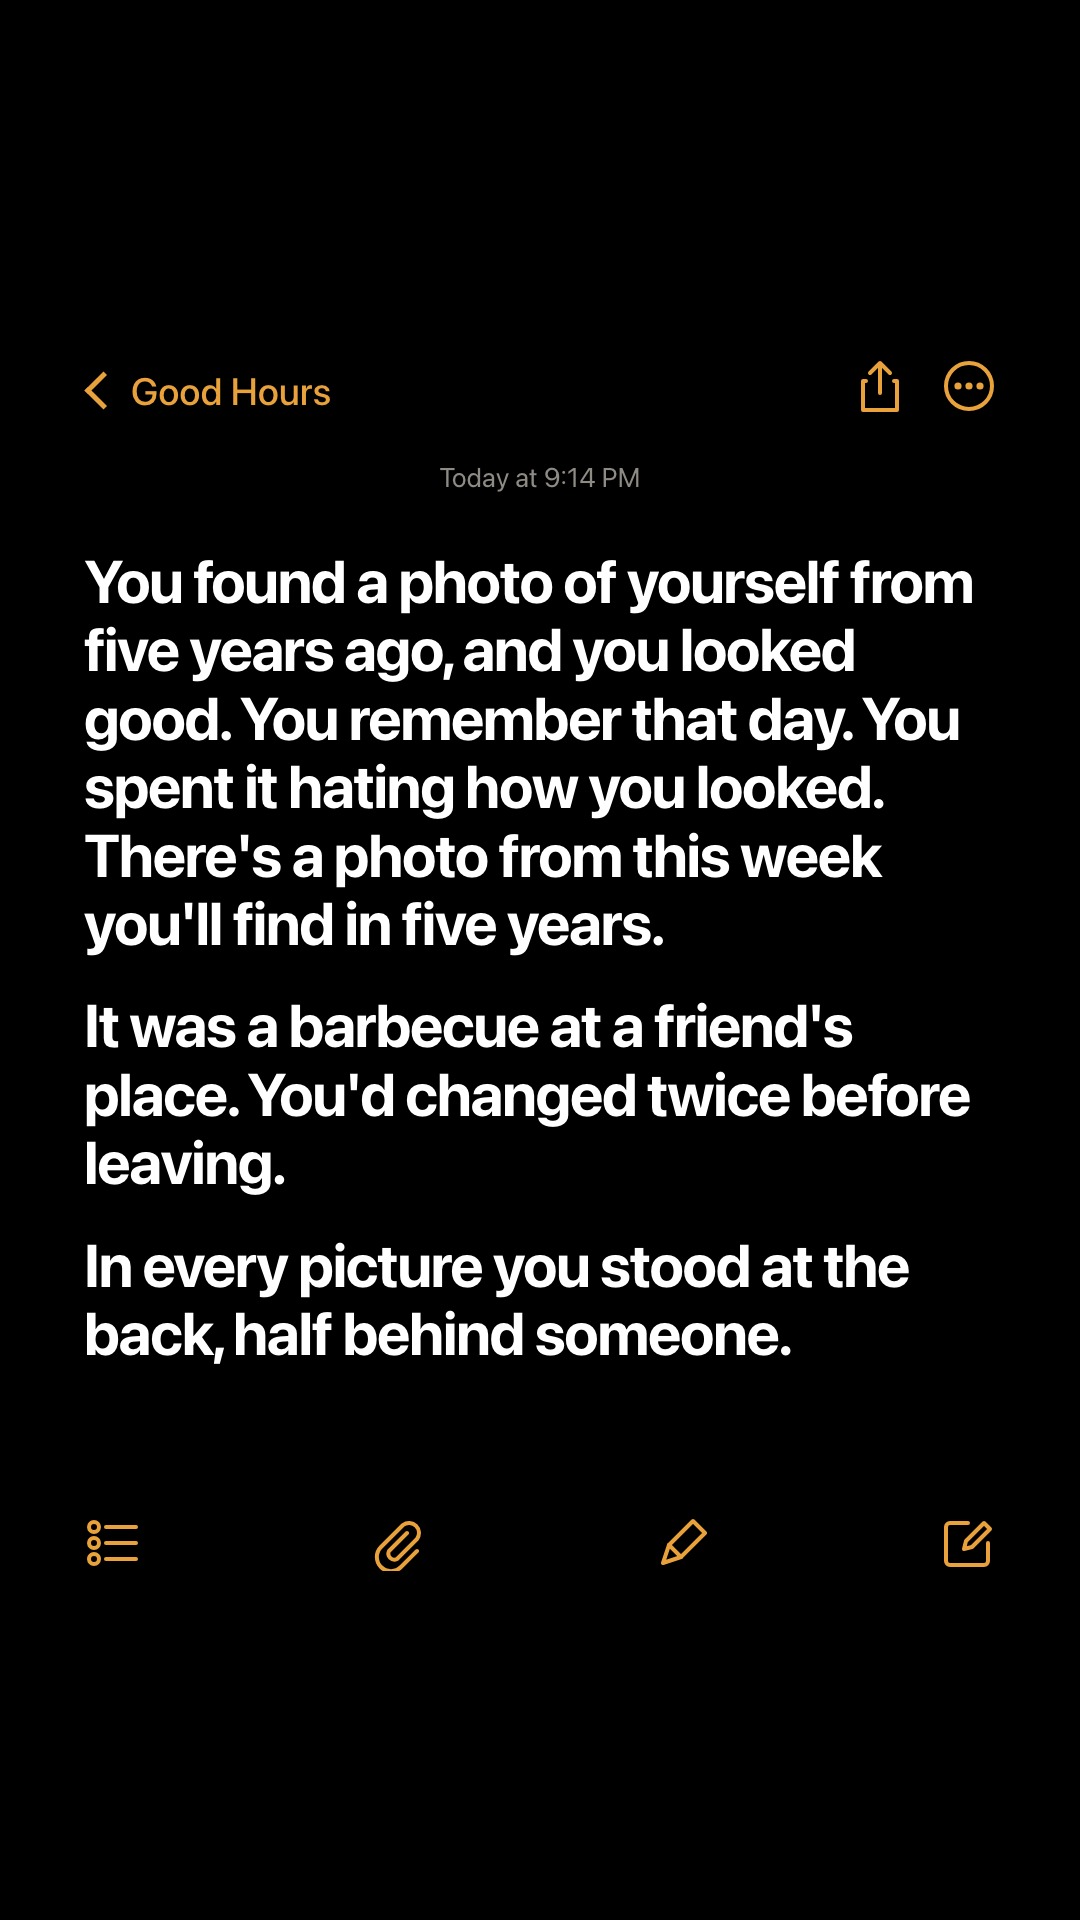 Good Hours
Today at 9:14 PM
You found a photo of yourself from
five years ago, and you looked
good. You remember that day. You
spent it hating how you looked.
There's a photo from this week
you'll find in five years.
It was a barbecue at a friend's
place. You'd changed twice before
leaving.
In every picture you stood at the
back, half behind someone.